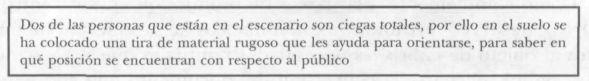 Dos de las personas que están en el escenario son ciegas totales, por ello en el suelo se
ha colocado una tira de material rugoso que les ayuda para orientarse, para saber en
qué posición se encuentran con respecto al público